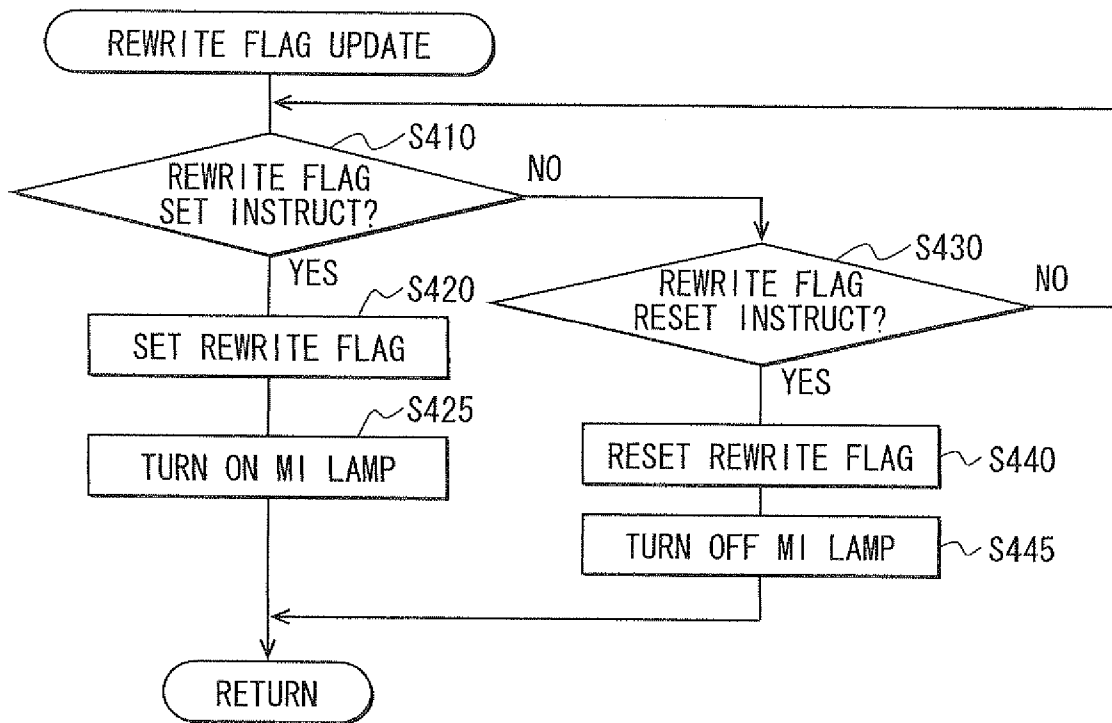 REWRITE FLAG UPDATE
S410
REWRITE FLAG
SET INSTRUCT?
NO
YES
S430
REWRITE FLAG
RESET INSTRUCT?
NO
YES
S420
SET REWRITE FLAG
S425
TURN ON MI LAMP
RESET REWRITE FLAG
S440
TURN OFF MI LAMP
S445
RETURN